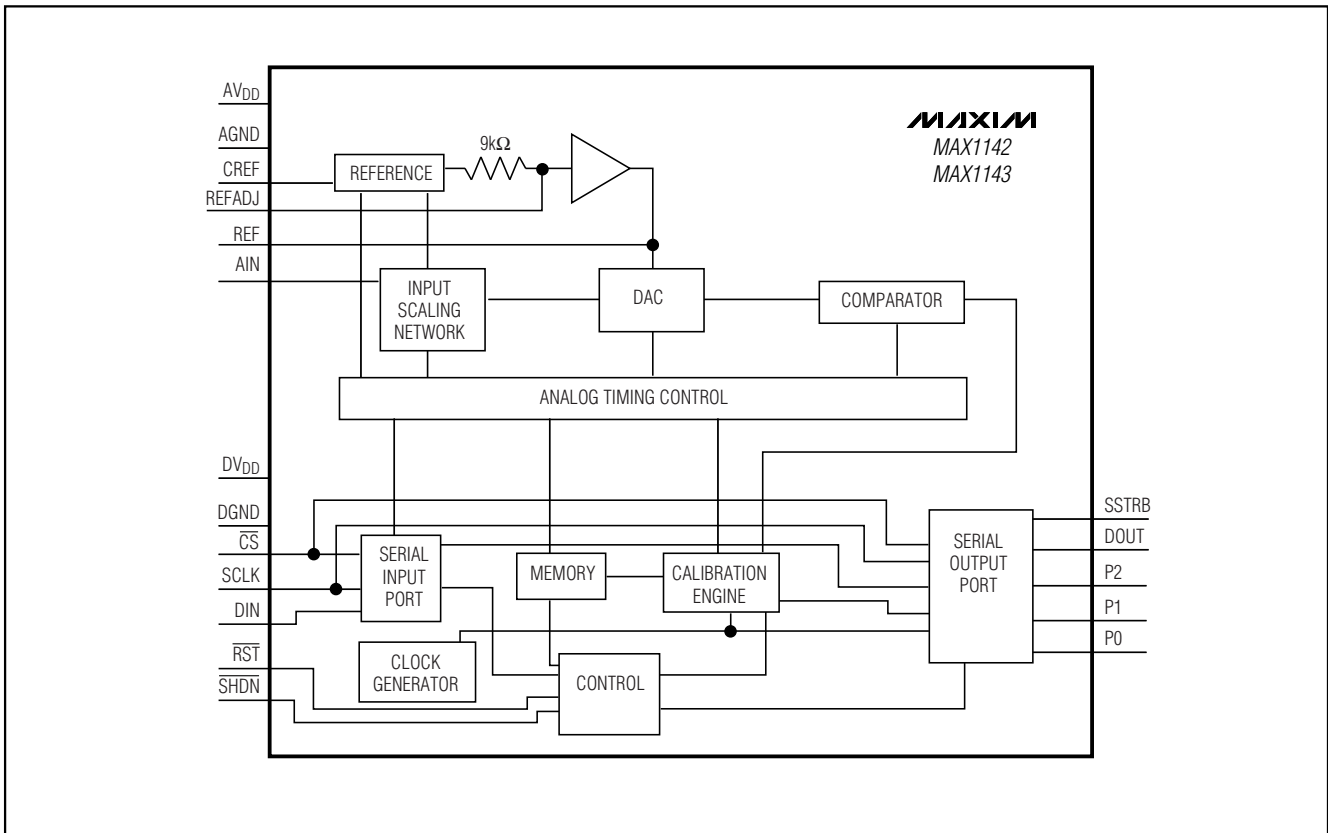 AVDD
AGND
CREF
REFADJ
REF
AIN
REFERENCE
9kΩ
MAXIM
MAX1142
MAX1143
INPUT
SCALING
NETWORK
DAC
COMPARATOR
ANALOG TIMING CONTROL
DVDD
DGND
CS
SCLK
DIN
RST
SHDN
SERIAL
INPUT
PORT
MEMORY
CALIBRATION
ENGINE
CLOCK
GENERATOR
CONTROL
SERIAL
OUTPUT
PORT
SSTRB
DOUT
P2
P1
P0